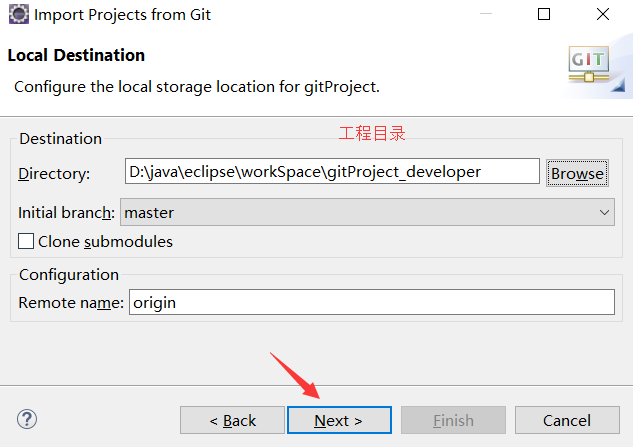 Import Projects from Git
Local Destination
Configure the local storage location for gitProject.
GIT
工程目录
Destination
Directory: D:\java\eclipse\workSpace\gitProject_developer Browse
Initial branch: master
Clone submodules
Configuration
Remote name: origin
? < Back Next > Finish Cancel